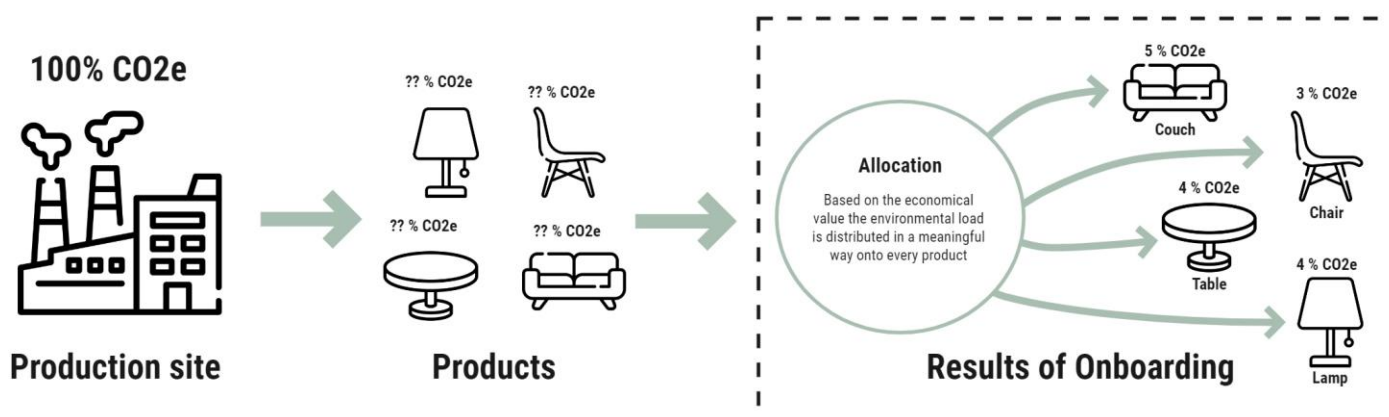 100% CO2e
Production site
?? % CO2e
?? % CO2e
?? % CO2e
?? % CO2e
Products
Allocation
Based on the economical
value the environmental load
is distributed in a meaningful
way onto every product
5 % CO2e
Couch
3 % CO2e
Chair
4 % CO2e
Table
4 % CO2e
Lamp
Results of Onboarding